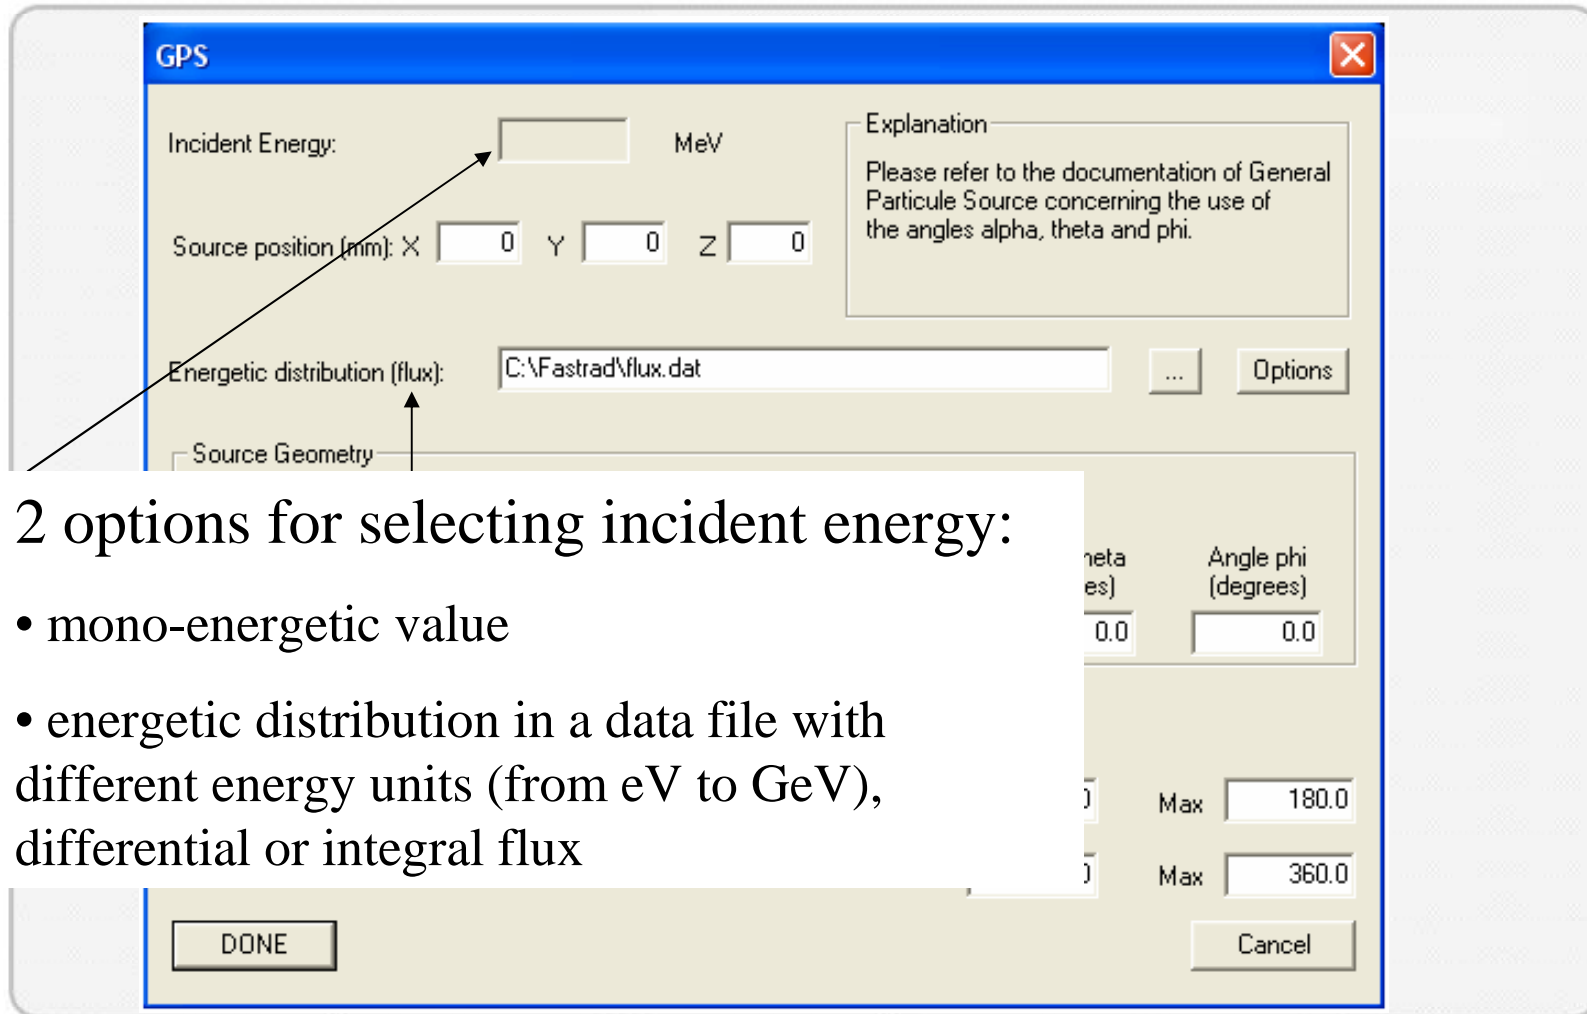 GPS
Incident Energy: MeV
Explanation
Please refer to the documentation of General
Particule Source concerning the use of
the angles alpha, theta and phi.
Source position (mm): X 0 Y 0 Z 0
Energetic distribution (flux): C:\Fastrad\flux.dat ... Options
Source Geometry
2 options for selecting incident energy:
Angle phi
(degrees)
• mono-energetic value
0.0 0.0
• energetic distribution in a data file with
different energy units (from eV to GeV),
Max 180.0
differential or integral flux
Max 360.0
DONE Cancel